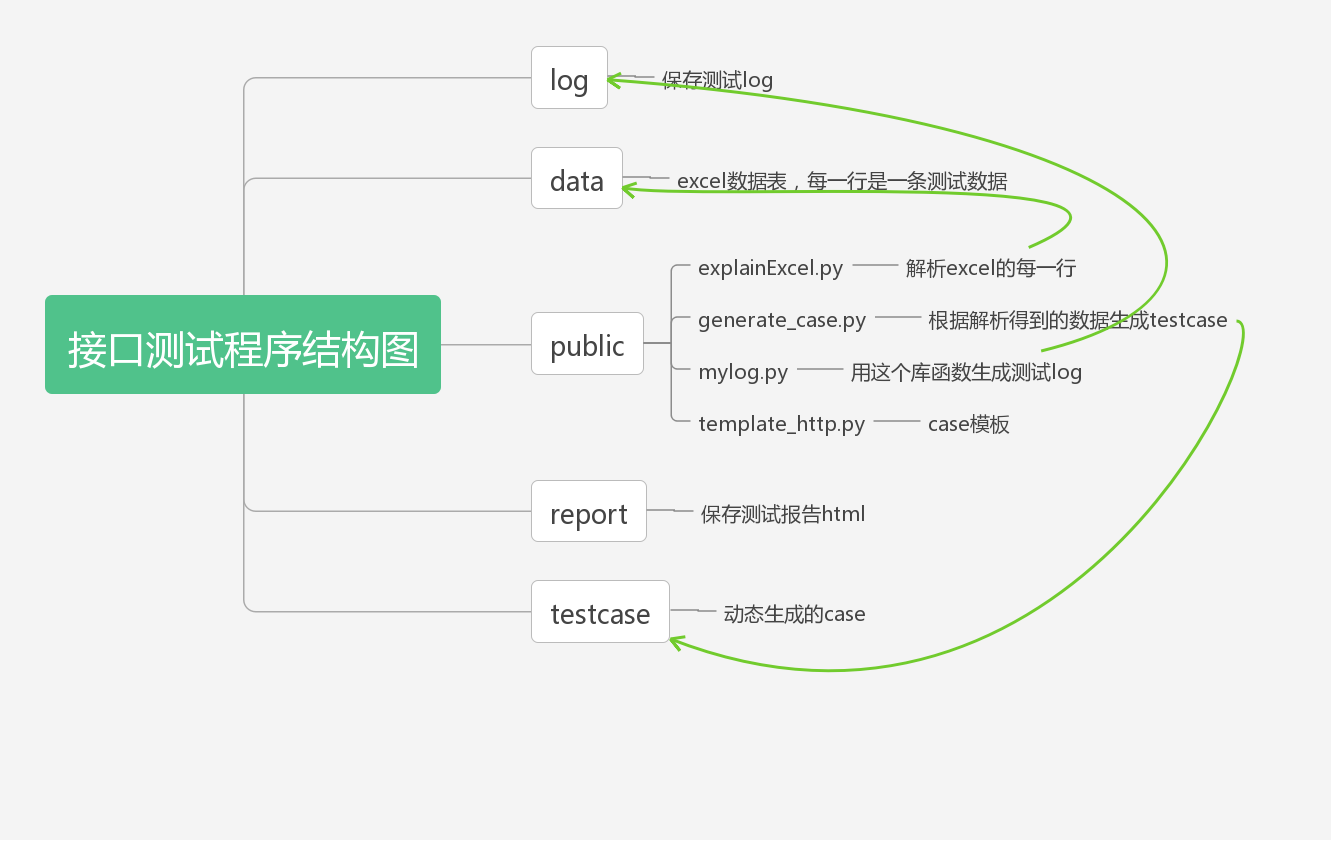 log
保存测试log
data
excel数据表，每一行是一条测试数据
explainExcel.py
解析excel的每一行
generate_case.py
根据解析得到的数据生成testcase
接口测试程序结构图
public
mylog.py
用这个库函数生成测试log
template_http.py
case模板
report
保存测试报告html
testcase
动态生成的case